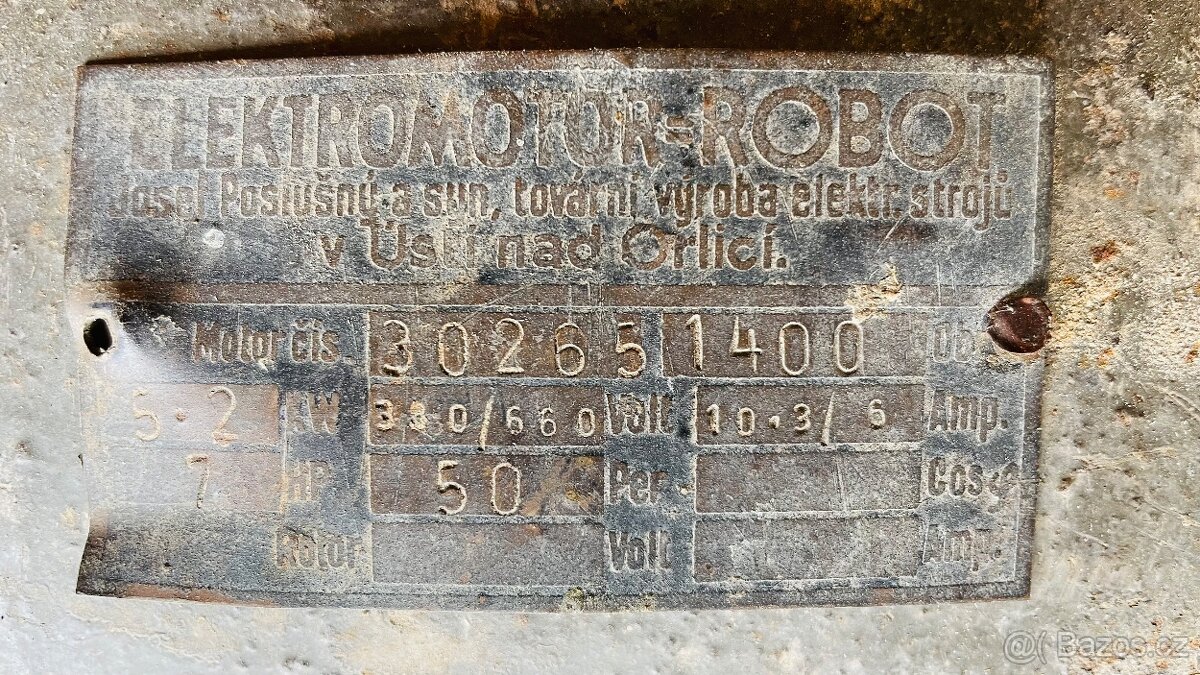 ELEKTROMOTOR=ROBOT
Josef Poslušný a syn, tovární výroba elektr. strojů
v Ústí nad Orlicí.
Motor čis. 30265 1400 Ob.
5.2 KW 380/660 Volt 10.3/6 Amp.
7 HP 50 Per. Cos φ
Rotor Volt Amp.
@( Bazos.cz